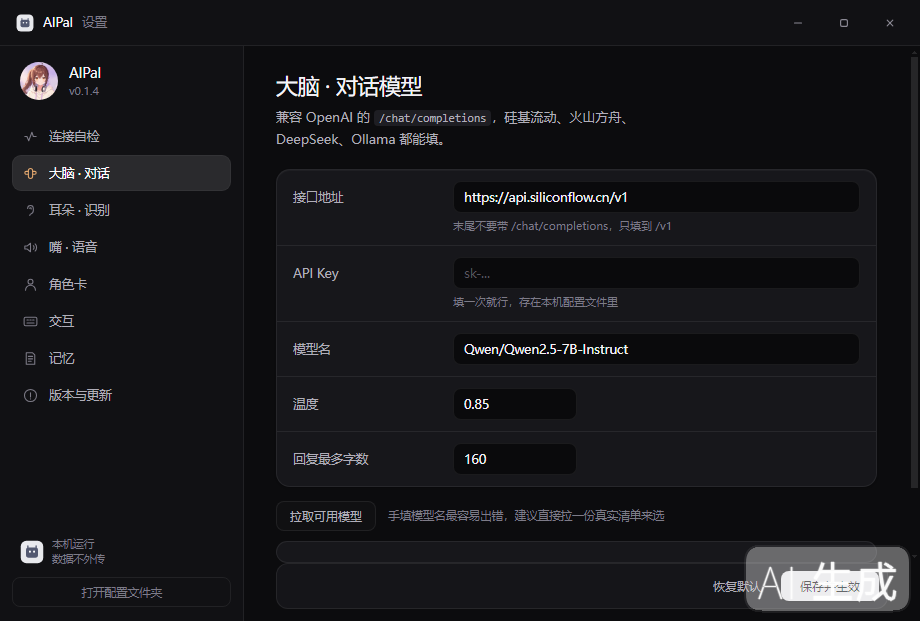 AIPal 设置
AIPal
v0.1.4
连接自检
大脑 · 对话
耳朵 · 识别
嘴 · 语音
角色卡
交互
记忆
版本与更新
本机运行
数据不外传
打开配置文件夹
大脑 · 对话模型
兼容 OpenAI 的 /chat/completions，硅基流动、火山方舟、
DeepSeek、Ollama 都能填。
接口地址
https://api.siliconflow.cn/v1
末尾不要带 /chat/completions，只填到 /v1
API Key
sk-...
填一次就行，存在本机配置文件里
模型名
Qwen/Qwen2.5-7B-Instruct
温度
0.85
回复最多字数
160
拉取可用模型
手填模型名最容易出错，建议直接拉一份真实清单来选
恢复默认
保存并生效
AI 生成